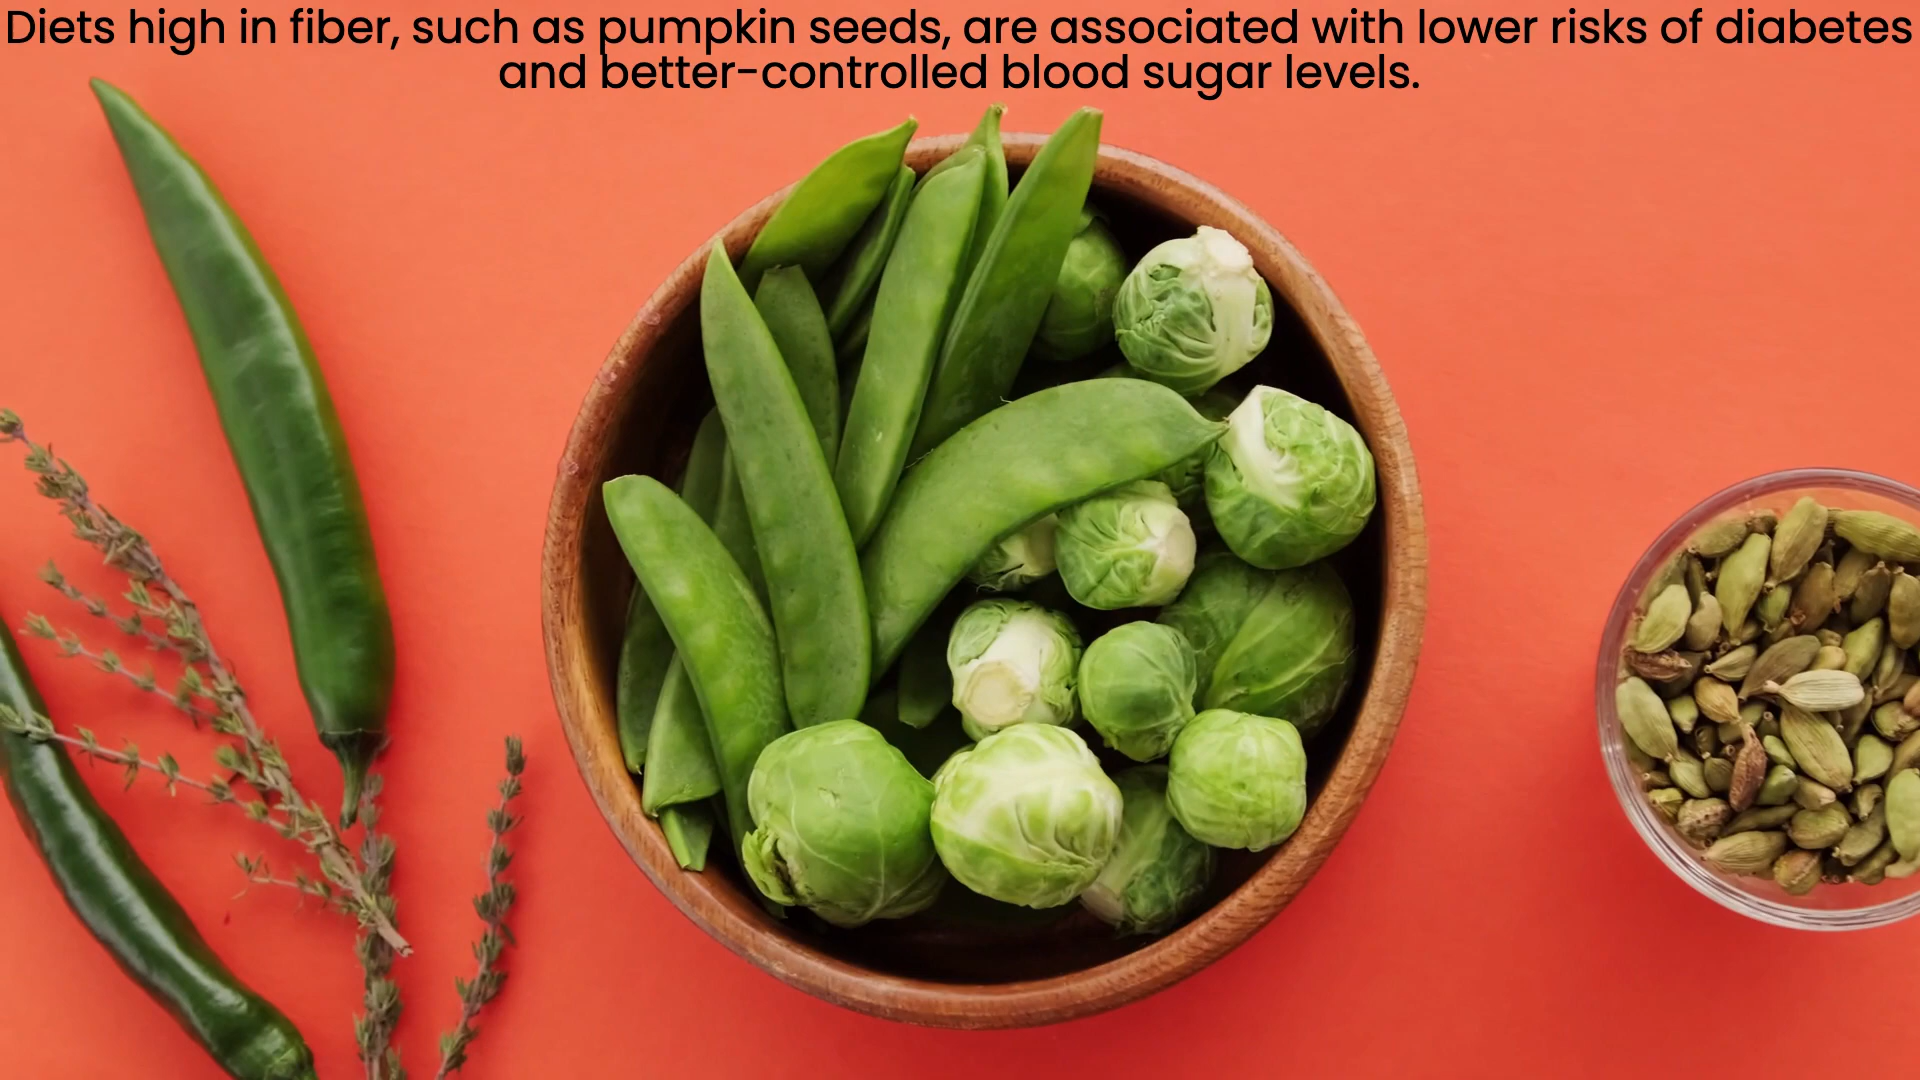 Diets high in fiber, such as pumpkin seeds, are associated with lower risks of diabetes
and better-controlled blood sugar levels.